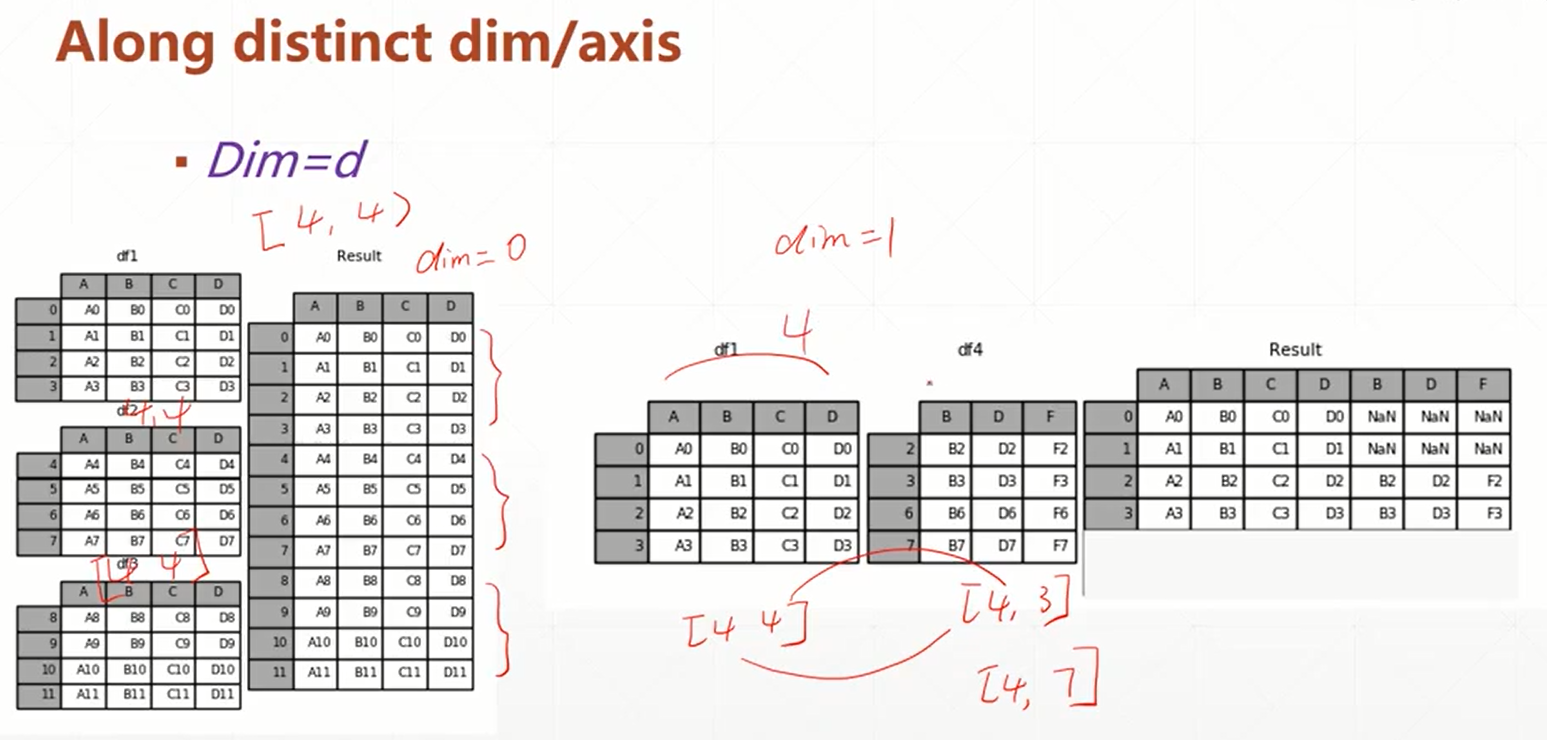 Along distinct dim/axis
▪ Dim=d
[4, 4)
dim=0
df1
A B C D
0 A0 B0 C0 D0
1 A1 B1 C1 D1
2 A2 B2 C2 D2
3 A3 B3 C3 D3
df2
4,4
A B C D
4 A4 B4 C4 D4
5 A5 B5 C5 D5
6 A6 B6 C6 D6
7 A7 B7 C7 D7
df3
[4 4]
A B C D
8 A8 B8 C8 D8
9 A9 B9 C9 D9
10 A10 B10 C10 D10
11 A11 B11 C11 D11
Result
A B C D
0 A0 B0 C0 D0
1 A1 B1 C1 D1
2 A2 B2 C2 D2
3 A3 B3 C3 D3
4 A4 B4 C4 D4
5 A5 B5 C5 D5
6 A6 B6 C6 D6
7 A7 B7 C7 D7
8 A8 B8 C8 D8
9 A9 B9 C9 D9
10 A10 B10 C10 D10
11 A11 B11 C11 D11
dim=1
4
df1
A B C D
0 A0 B0 C0 D0
1 A1 B1 C1 D1
2 A2 B2 C2 D2
3 A3 B3 C3 D3
[4 4]
df4
B D F
2 B2 D2 F2
3 B3 D3 F3
6 B6 D6 F6
7 B7 D7 F7
[4, 3]
[4, 7]
Result
A B C D B D F
0 A0 B0 C0 D0 NaN NaN NaN
1 A1 B1 C1 D1 NaN NaN NaN
2 A2 B2 C2 D2 B2 D2 F2
3 A3 B3 C3 D3 B3 D3 F3